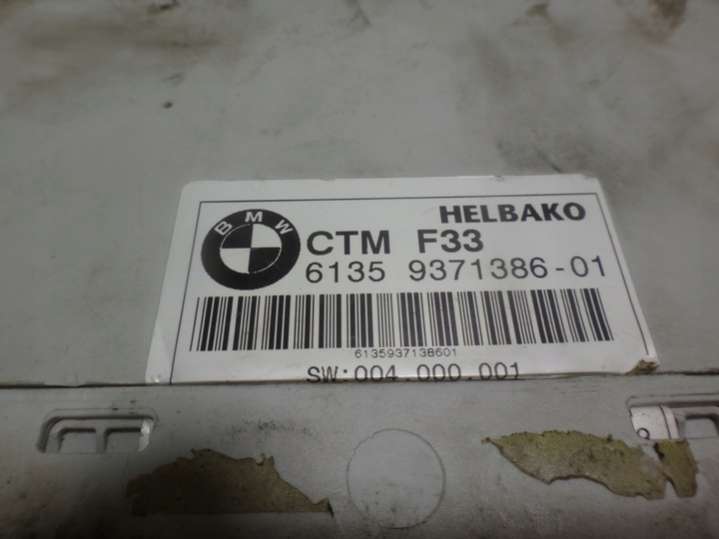 HELBAKO
BMW
CTM F33
6135 9371386-01
6135937138601
SW:004.000.001